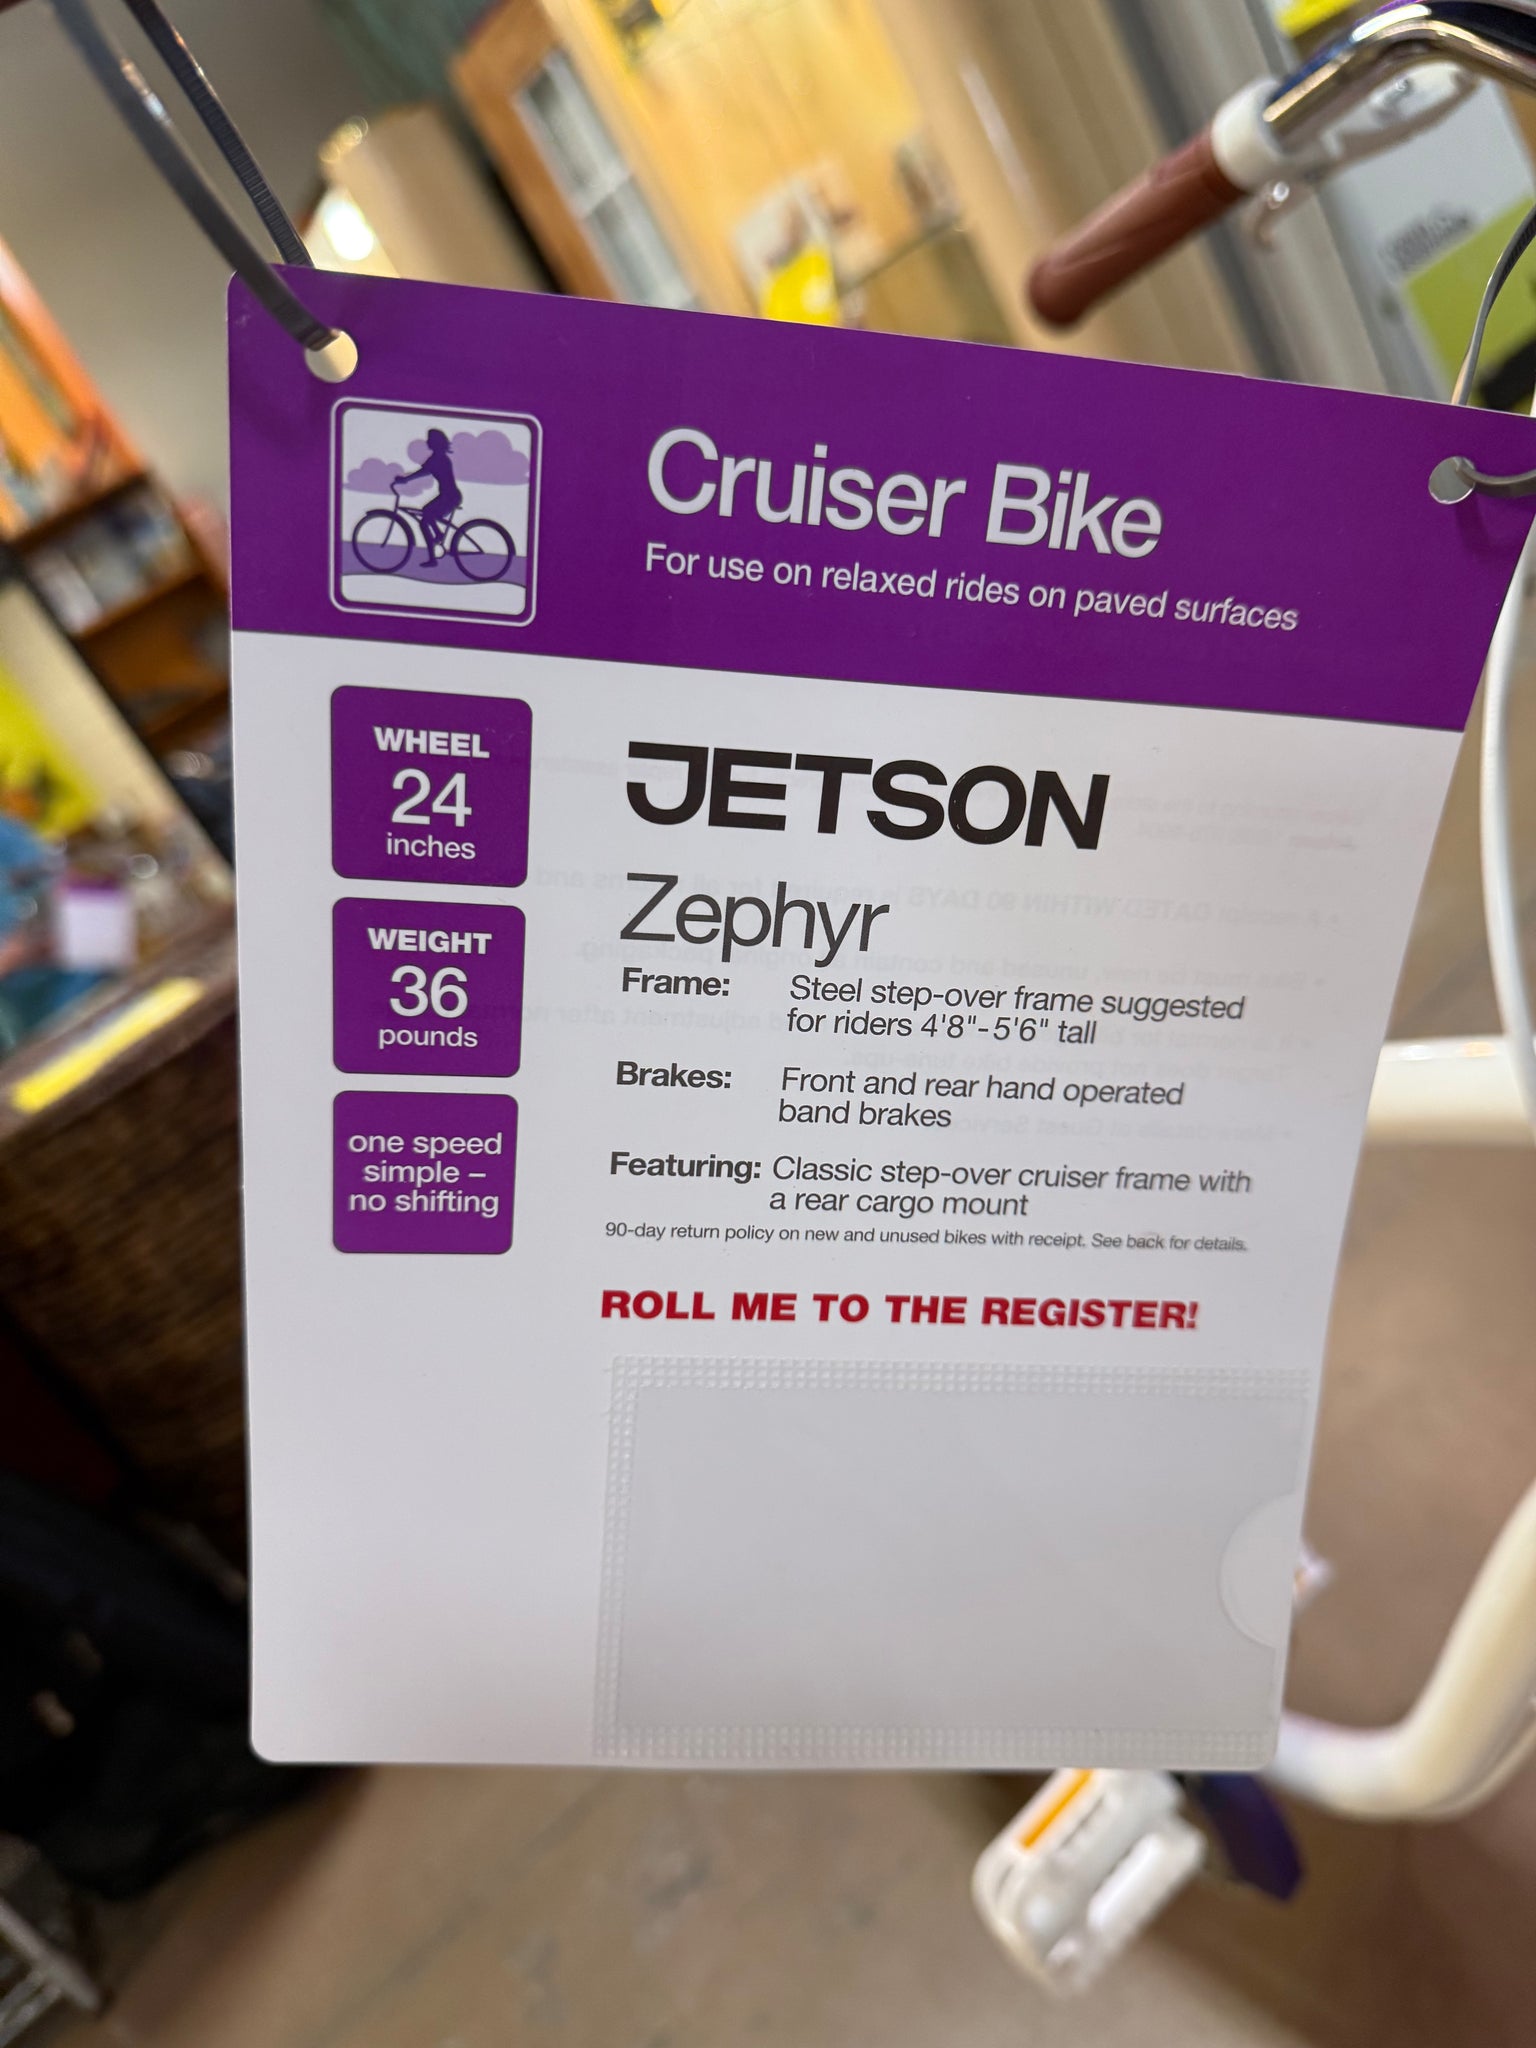 Cruiser Bike
For use on relaxed rides on paved surfaces
WHEEL
24
inches
WEIGHT
36
pounds
one speed
simple –
no shifting
JETSON
Zephyr
Frame: Steel step-over frame suggested
for riders 4'8"-5'6" tall
Brakes: Front and rear hand operated
band brakes
Featuring: Classic step-over cruiser frame with
a rear cargo mount
90-day return policy on new and unused bikes with receipt. See back for details.
ROLL ME TO THE REGISTER!